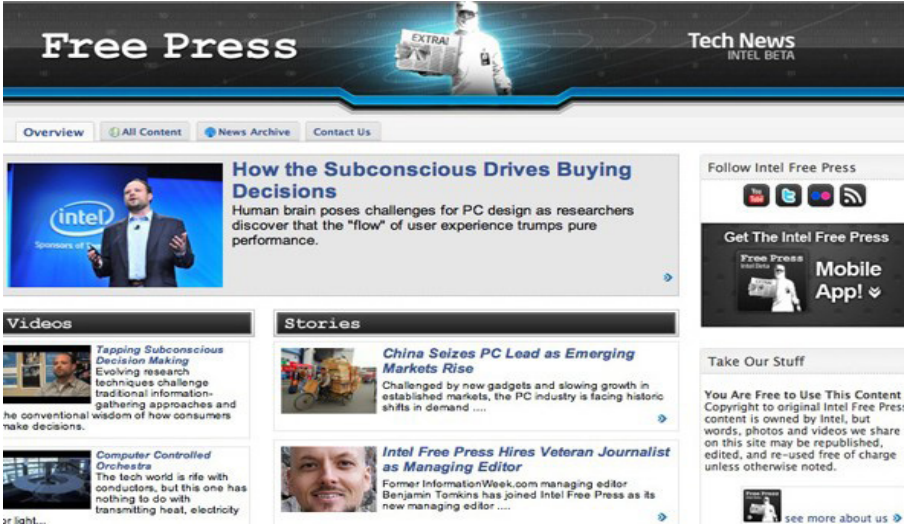 Free Press
EXTRA!
Tech News
INTEL BETA
Overview
All Content
News Archive
Contact Us
intel
Sponsors of
How the Subconscious Drives Buying
Decisions
Human brain poses challenges for PC design as researchers
discover that the "flow" of user experience trumps pure
performance.
Follow Intel Free Press
You
Tube
Get The Intel Free Press
Free Press
Intel Beta
Mobile
App!
Videos
Tapping Subconscious
Decision Making
Evolving research
techniques challenge
traditional information-
gathering approaches and
the conventional wisdom of how consumers
make decisions.
Computer Controlled
Orchestra
The tech world is rife with
conductors, but this one has
nothing to do with
transmitting heat, electricity
or light...
Stories
China Seizes PC Lead as Emerging
Markets Rise
Challenged by new gadgets and slowing growth in
established markets, the PC industry is facing historic
shifts in demand ....
Intel Free Press Hires Veteran Journalist
as Managing Editor
Former InformationWeek.com managing editor
Benjamin Tomkins has joined Intel Free Press as its
new managing editor ....
Take Our Stuff
You Are Free to Use This Content
Copyright to original Intel Free Press
content is owned by Intel, but
words, photos and videos we share
on this site may be republished,
edited, and re-used free of charge
unless otherwise noted.
Free Press
see more about us